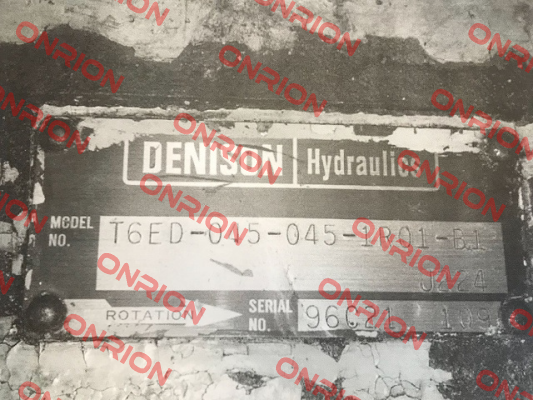 DENISON Hydraulics
MODEL NO. T6ED-045-045-1R01-B1
ROTATION SERIAL NO.
ONRION